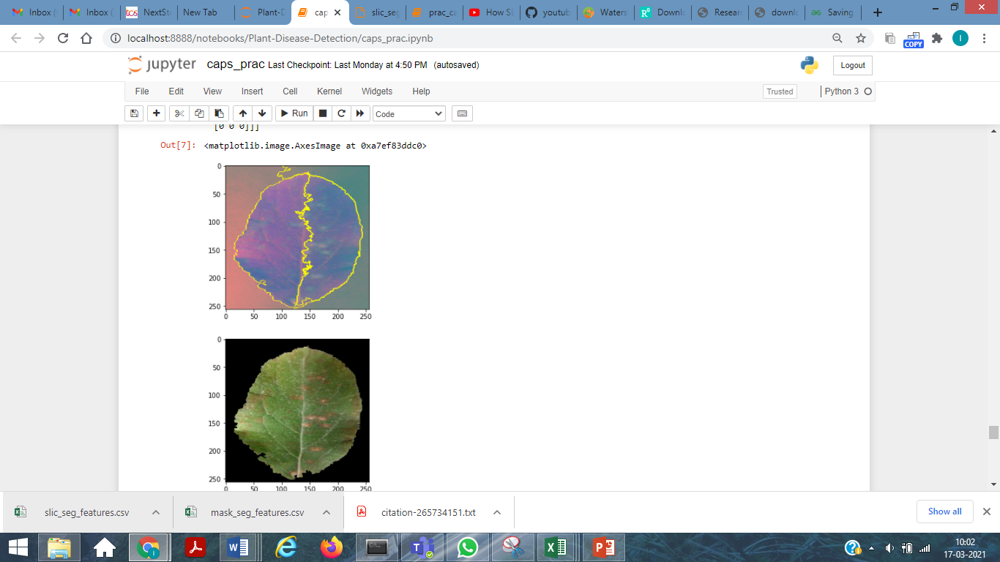 Inbox (
Inbox (
tcs NextSt
New Tab
Plant-D
cap
slic_seg
prac_ca
How SL
youtub
Waters
Downlo
Resear
downlo
Saving
localhost:8888/notebooks/Plant-Disease-Detection/caps_prac.ipynb
COPY
I
jupyter caps_prac Last Checkpoint: Last Monday at 4:50 PM (autosaved)
Logout
File Edit View Insert Cell Kernel Widgets Help
Trusted
Python 3
Run
Code
[0 0 0]]]
Out[7]: <matplotlib.image.AxesImage at 0xa7ef83ddc0>
0
50
100
150
200
250
0 50 100 150 200 250
0
50
100
150
200
250
0 50 100 150 200 250
slic_seg_features.csv
mask_seg_features.csv
citation-265734151.txt
Show all
10:02
17-03-2021